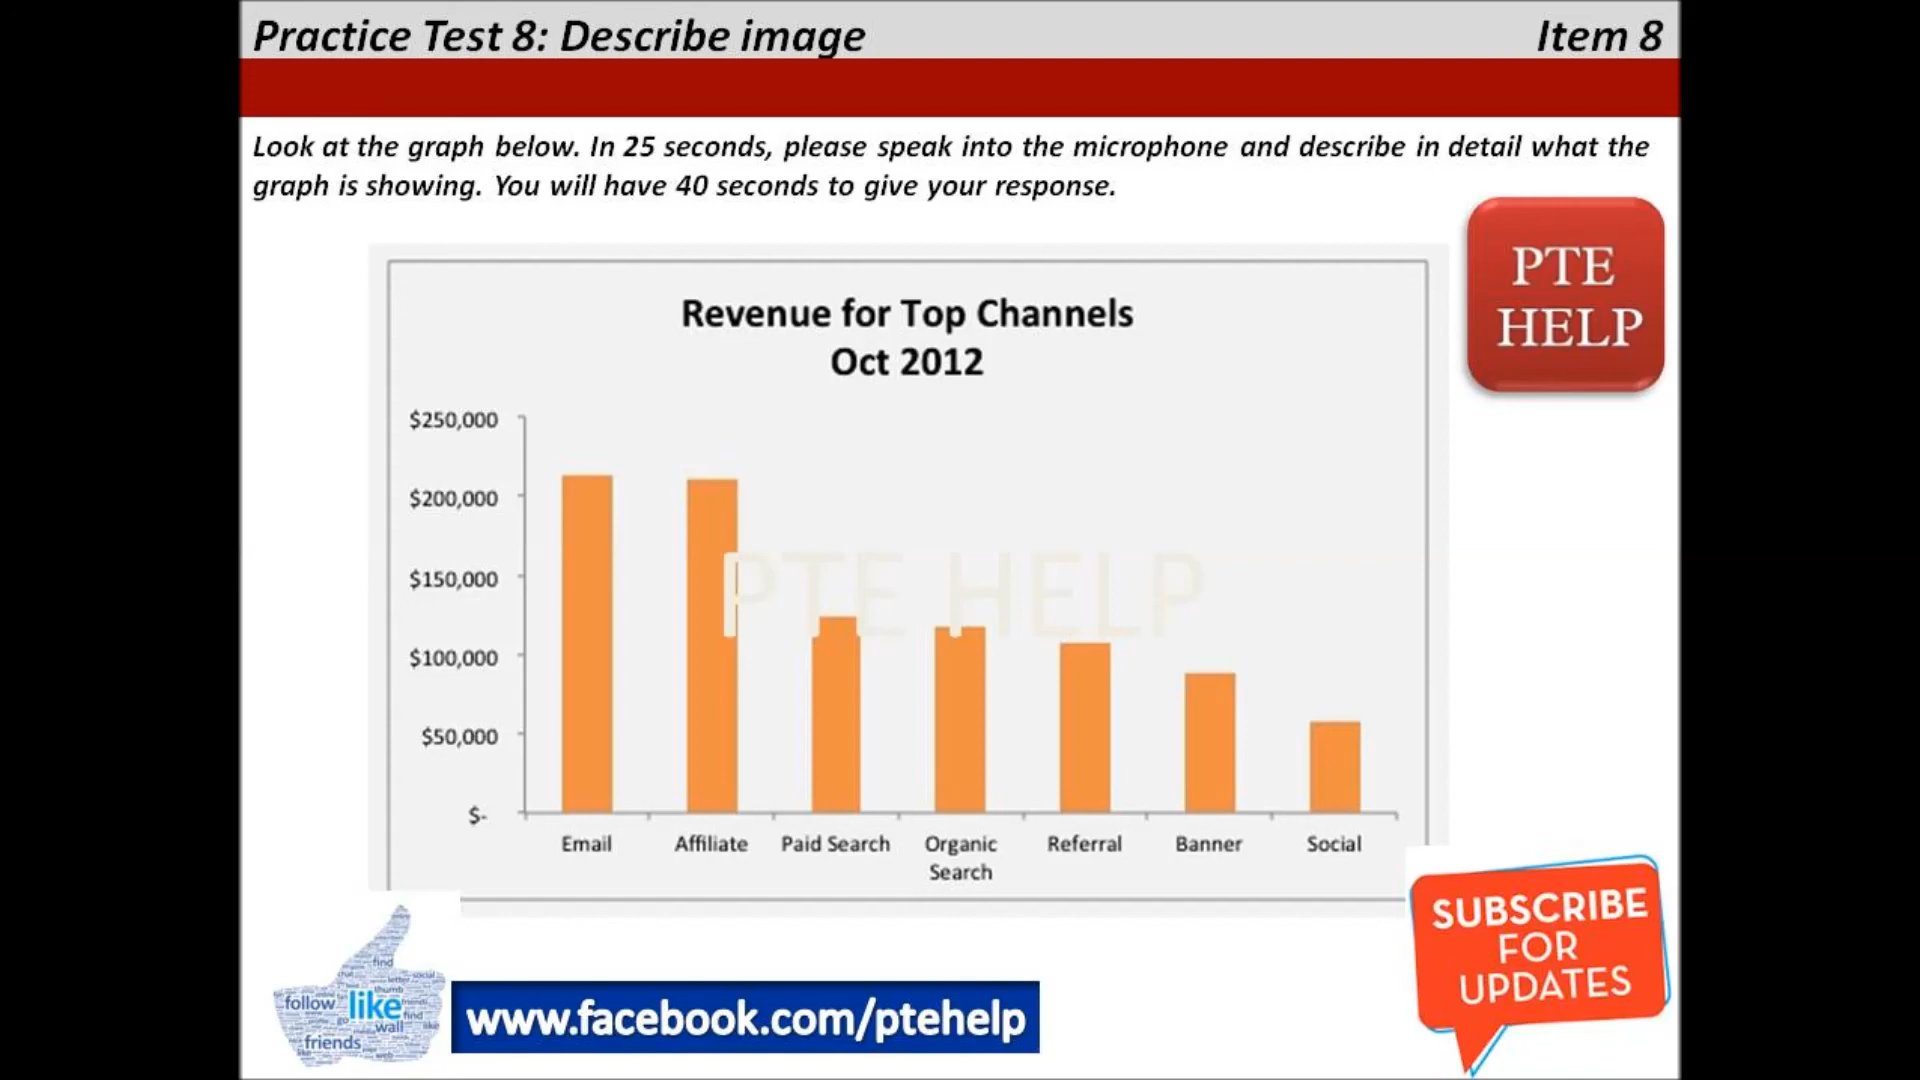 Practice Test 8: Describe image
Item 8
Look at the graph below. In 25 seconds, please speak into the microphone and describe in detail what the
graph is showing. You will have 40 seconds to give your response.
PTE
HELP
Revenue for Top Channels
Oct 2012
$250,000
$200,000
$150,000
$100,000
$50,000
$-
PTE HELP
Email
Affiliate
Paid Search
Organic
Search
Referral
Banner
Social
SUBSCRIBE
FOR
UPDATES
find
follow like find
wall like
friends
www.facebook.com/ptehelp